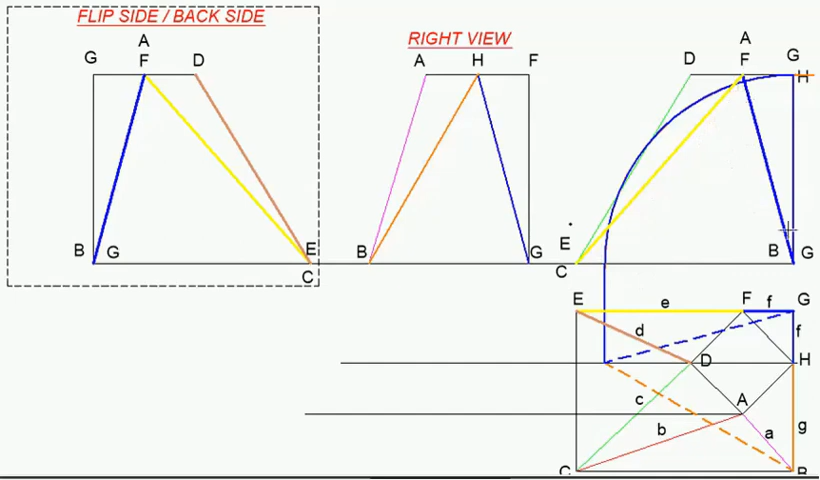 FLIP SIDE / BACK SIDE
G A F D
B G E C
RIGHT VIEW
A H F
B G
D A F G H
E C B G
E e F f G
d f
D H
c A
b a g
C B